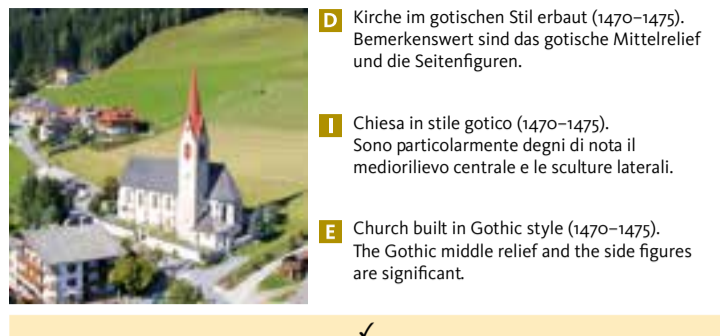 D Kirche im gotischen Stil erbaut (1470–1475).
Bemerkenswert sind das gotische Mittelrelief
und die Seitenfiguren.
I Chiesa in stile gotico (1470–1475).
Sono particolarmente degni di nota il
mediorilievo centrale e le sculture laterali.
E Church built in Gothic style (1470–1475).
The Gothic middle relief and the side figures
are significant.
✓